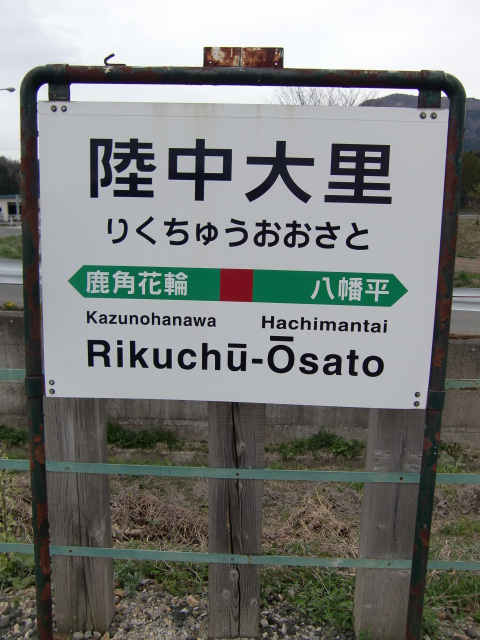 陸中大里
りくちゅうおおさと
鹿角花輪 八幡平
Kazunohanawa Hachimantai
Rikuchū-Ōsato